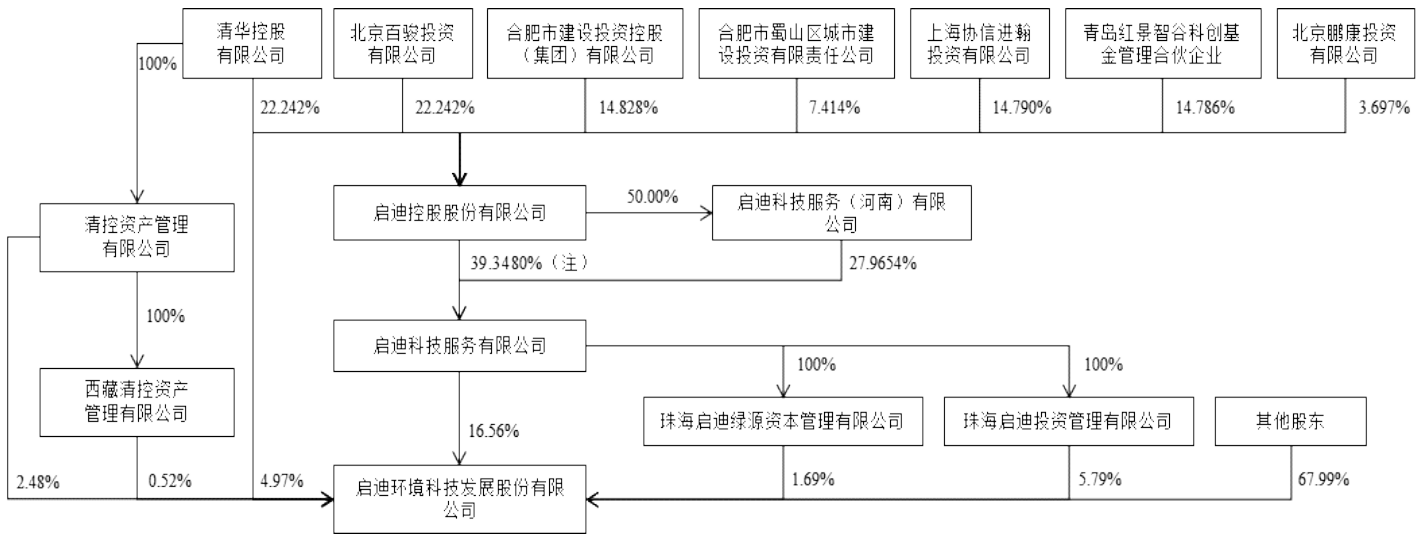 清华控股
有限公司
北京百骏投资
有限公司
合肥市建设投资控股
（集团）有限公司
合肥市蜀山区城市建
设投资有限责任公司
上海协信进瀚
投资有限公司
青岛红景智谷科创基
金管理合伙企业
北京鹏康投资
有限公司
100%
22.242%
22.242%
14.828%
7.414%
14.790%
14.786%
3.697%
清控资产管理
有限公司
启迪控股股份有限公司
50.00%
启迪科技服务（河南）有限
公司
39.3480%（注）
27.9654%
100%
启迪科技服务有限公司
100%
100%
西藏清控资产
管理有限公司
珠海启迪绿源资本管理有限公司
珠海启迪投资管理有限公司
其他股东
16.56%
2.48%
0.52%
4.97%
启迪环境科技发展股份有限
公司
1.69%
5.79%
67.99%